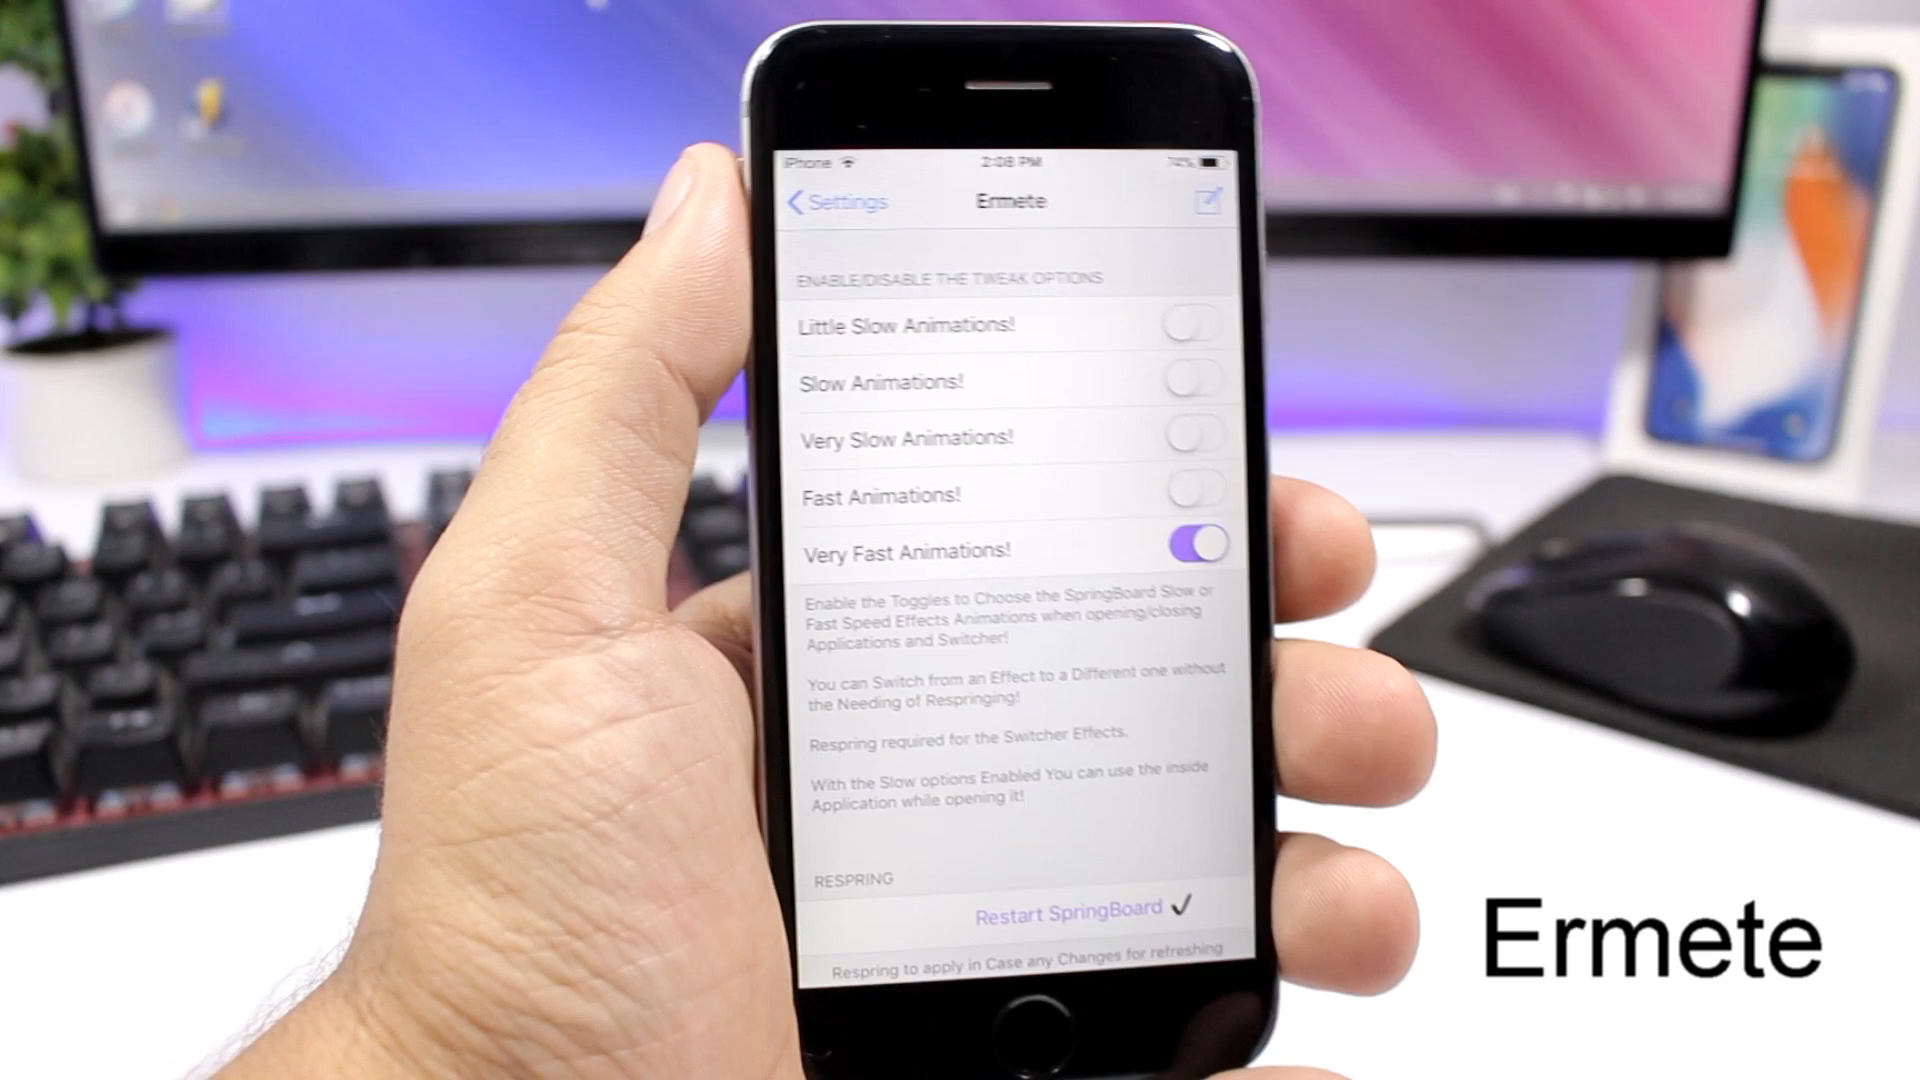 iPhone 2:08 PM 74%
Settings Ermete
ENABLE/DISABLE THE TWEAK OPTIONS
Little Slow Animations!
Slow Animations!
Very Slow Animations!
Fast Animations!
Very Fast Animations!
Enable the Toggles to Choose the SpringBoard Slow or
Fast Speed Effects Animations when opening/closing
Applications and Switcher!
You can Switch from an Effect to a Different one without
the Needing of Respringing!
Respring required for the Switcher Effects.
With the Slow options Enabled You can use the inside
Application while opening it!
RESPRING
Restart SpringBoard ✓
Respring to apply in Case any Changes for refreshing
Ermete